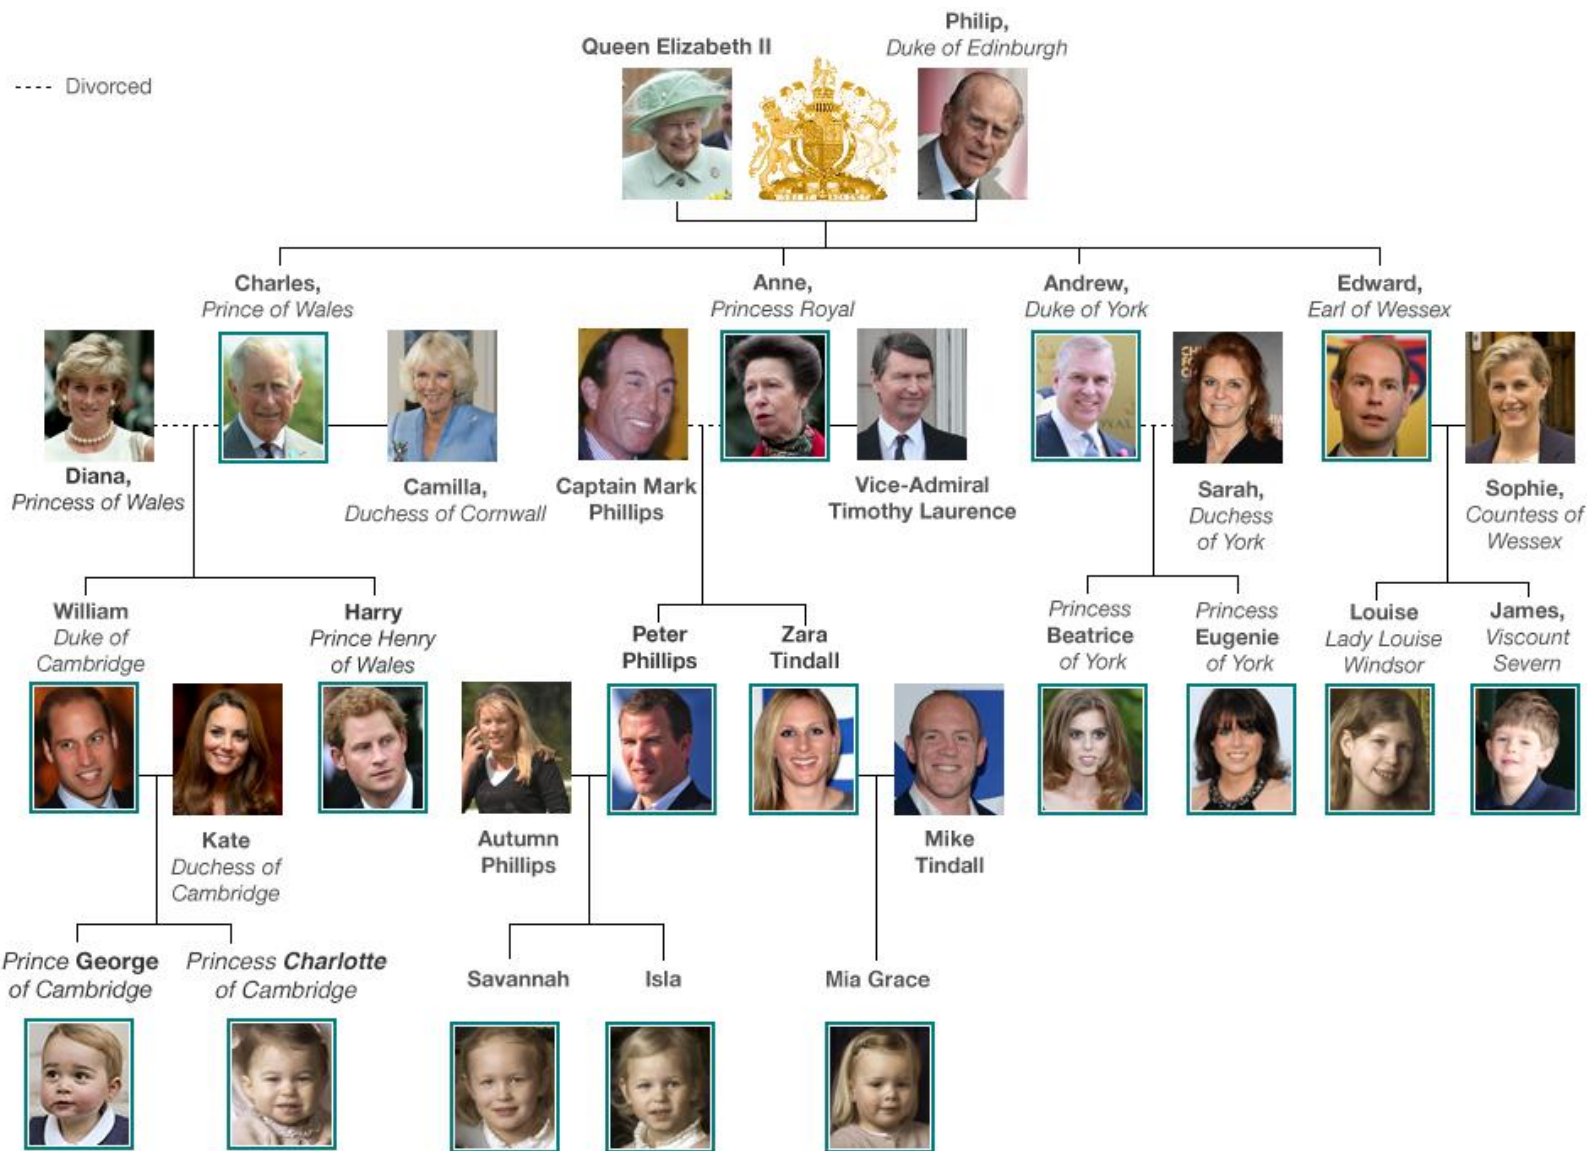 Philip,
Queen Elizabeth II
Duke of Edinburgh
---- Divorced
Charles,
Prince of Wales
Anne,
Princess Royal
Andrew,
Duke of York
Edward,
Earl of Wessex
Diana,
Princess of Wales
Camilla,
Duchess of Cornwall
Captain Mark
Phillips
Vice-Admiral
Timothy Laurence
Sarah,
Duchess
of York
Sophie,
Countess of
Wessex
William
Duke of
Cambridge
Harry
Prince Henry
of Wales
Peter
Phillips
Zara
Tindall
Princess
Beatrice
of York
Princess
Eugenie
of York
Louise
Lady Louise
Windsor
James,
Viscount
Severn
Kate
Duchess of
Cambridge
Autumn
Phillips
Mike
Tindall
Prince George
of Cambridge
Princess Charlotte
of Cambridge
Savannah
Isla
Mia Grace